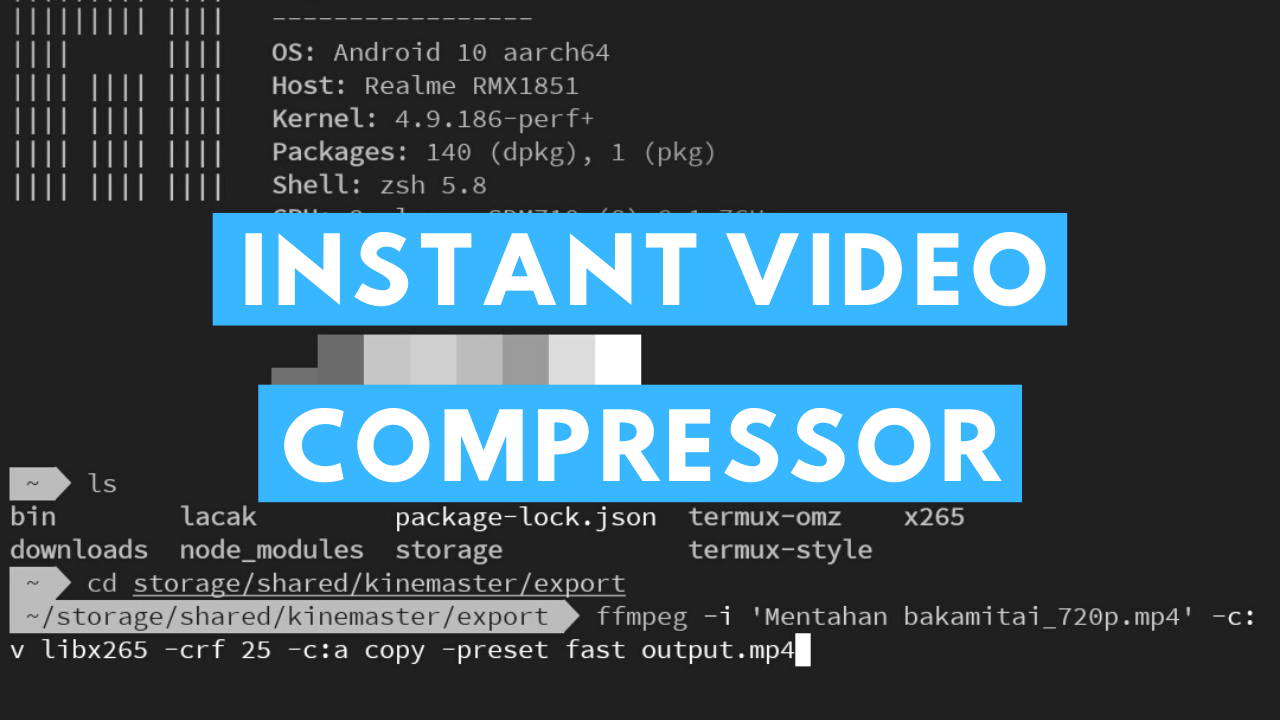 -----------------
OS: Android 10 aarch64
Host: Realme RMX1851
Kernel: 4.9.186-perf+
Packages: 140 (dpkg), 1 (pkg)
Shell: zsh 5.8
INSTANT VIDEO
COMPRESSOR
~ ls
bin lacak package-lock.json termux-omz x265
downloads node_modules storage termux-style
~ cd storage/shared/kinemaster/export
~/storage/shared/kinemaster/export ffmpeg -i 'Mentahan bakamitai_720p.mp4' -c:
v libx265 -crf 25 -c:a copy -preset fast output.mp4